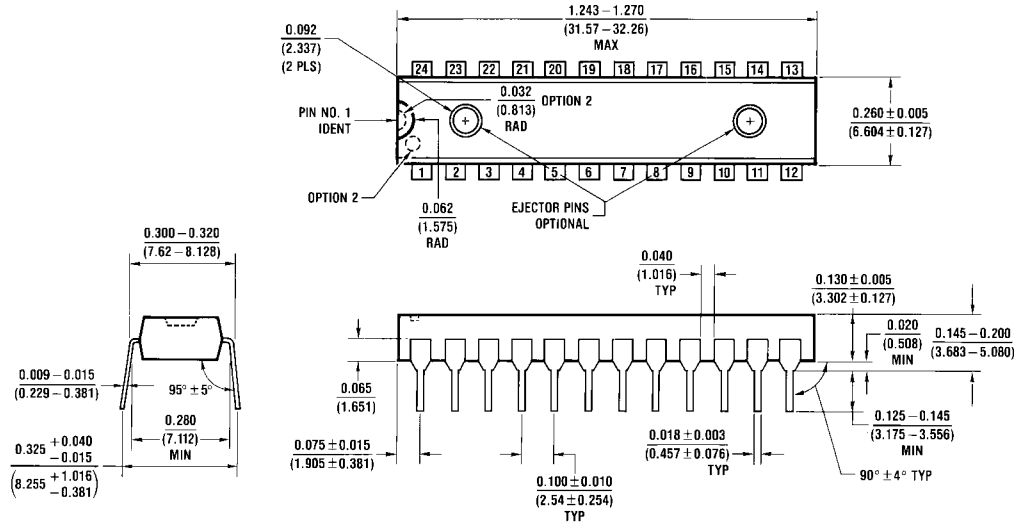 1.243 – 1.270
(31.57 – 32.26)
MAX
0.092
(2.337)
(2 PLS)
24 23 22 21 20 19 18 17 16 15 14 13
0.032
(0.813)
RAD
OPTION 2
PIN NO. 1
IDENT
0.260 ± 0.005
(6.604 ± 0.127)
1 2 3 4 5 6 7 8 9 10 11 12
OPTION 2
0.062
(1.575)
RAD
EJECTOR PINS
OPTIONAL
0.300 – 0.320
(7.62 – 8.128)
0.040
(1.016)
TYP
0.130 ± 0.005
(3.302 ± 0.127)
0.020
(0.508)
MIN
0.145 – 0.200
(3.683 – 5.080)
0.009 – 0.015
(0.229 – 0.381)
95° ± 5°
0.280
(7.112)
MIN
0.065
(1.651)
0.125 – 0.145
(3.175 – 3.556)
MIN
0.325 + 0.040
– 0.015
(8.255 + 1.016
– 0.381)
0.075 ± 0.015
(1.905 ± 0.381)
0.018 ± 0.003
(0.457 ± 0.076)
TYP
90° ± 4° TYP
0.100 ± 0.010
(2.54 ± 0.254)
TYP